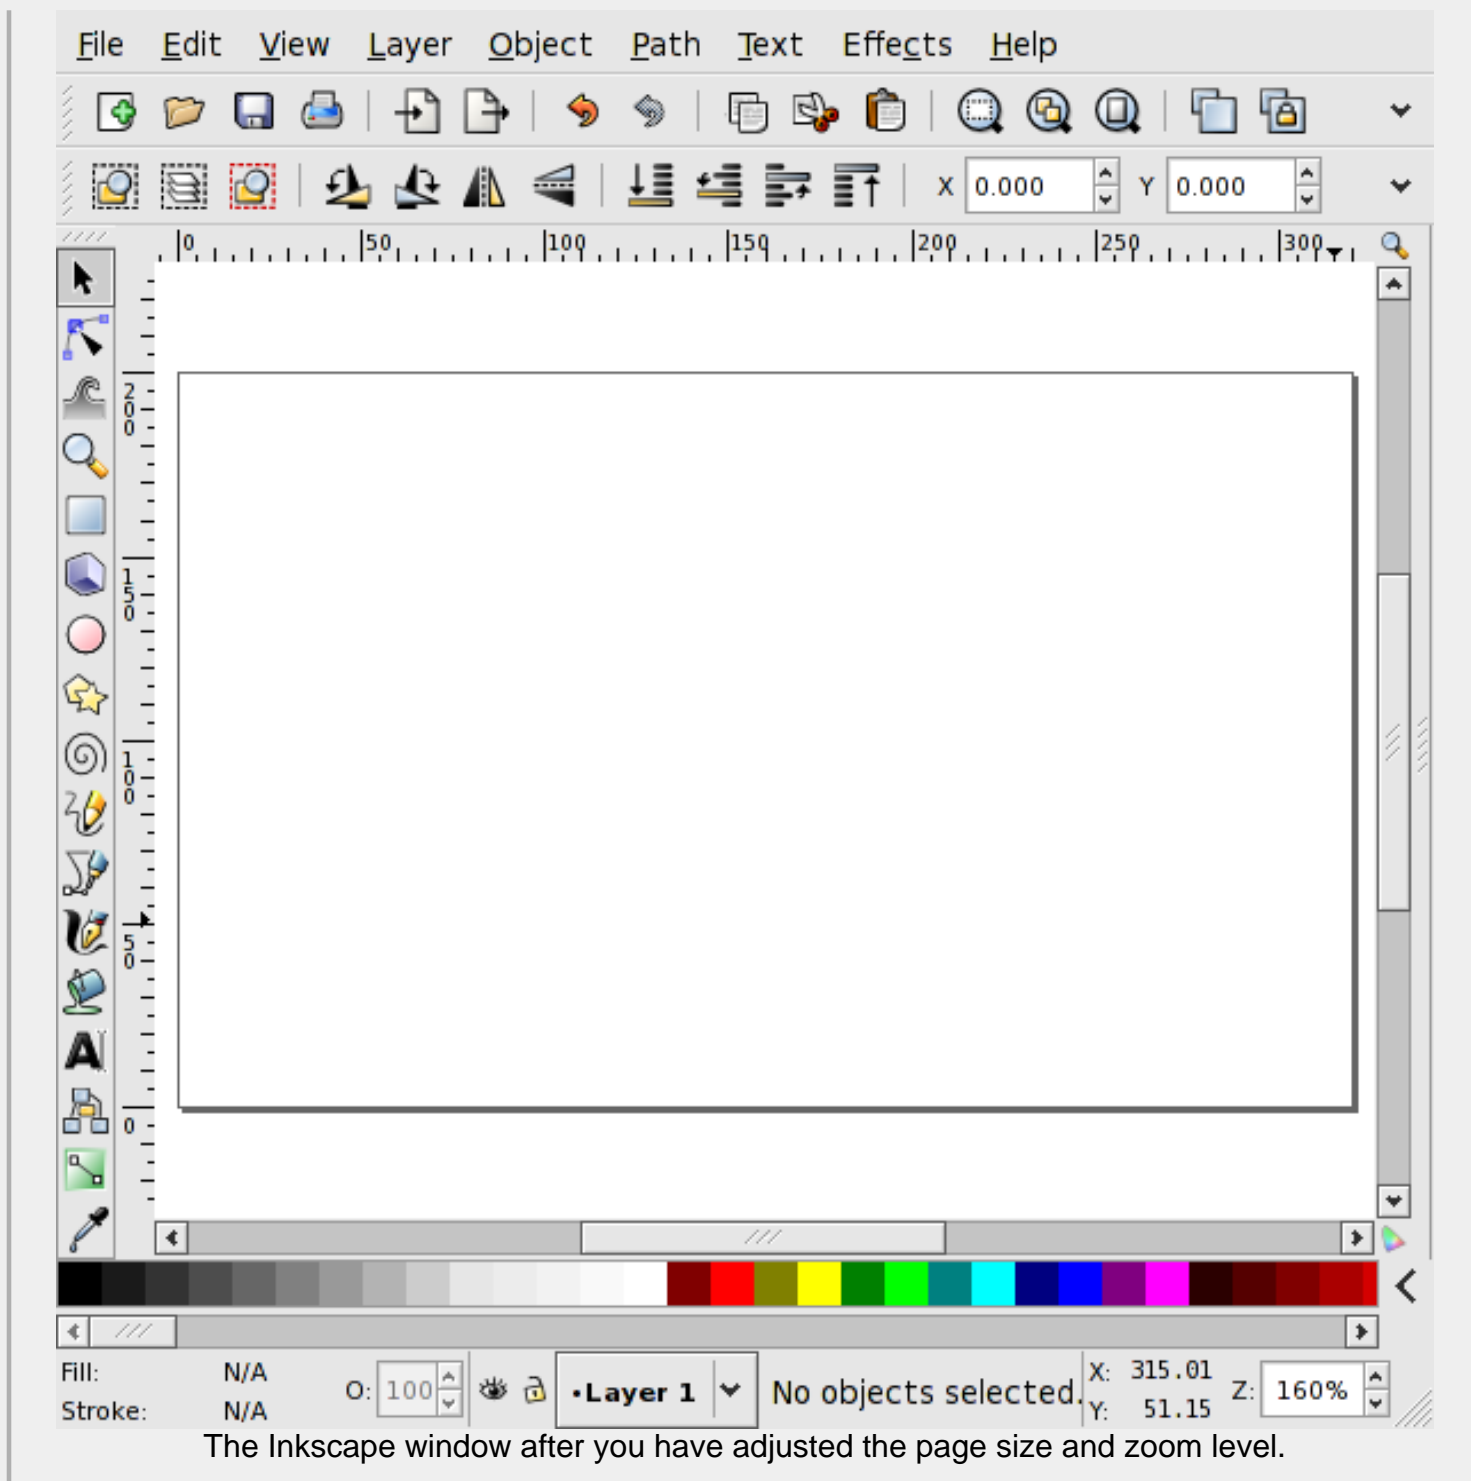 File Edit View Layer Object Path Text Effects Help
X 0.000 Y 0.000
0 50 100 150 200 250 300
200
150
100
50
0
Fill: N/A
Stroke: N/A
O: 100
•Layer 1
No objects selected.
X: 315.01
Y: 51.15
Z: 160%
The Inkscape window after you have adjusted the page size and zoom level.